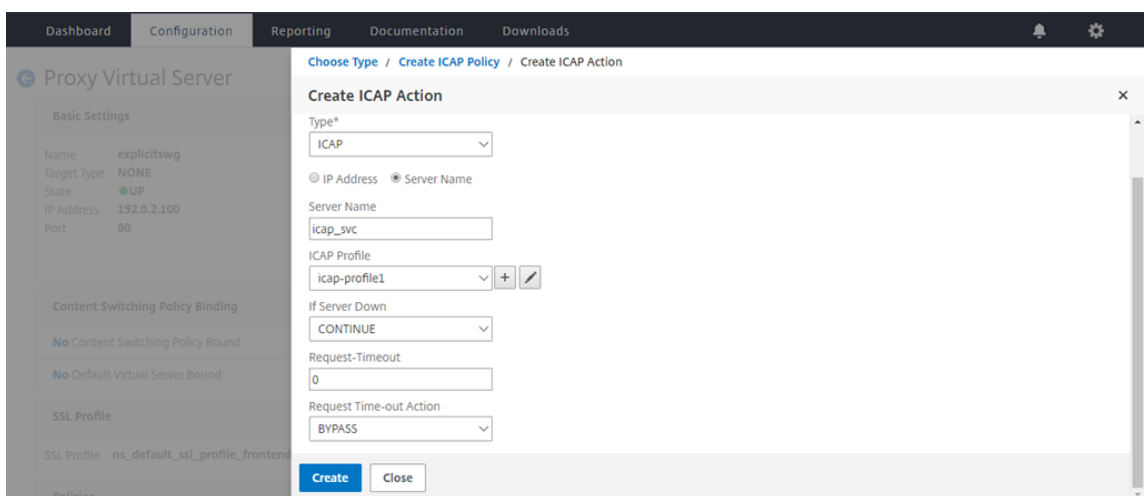 Dashboard Configuration Reporting Documentation Downloads
Proxy Virtual Server
Basic Settings
Name explicitswg
Target Type NONE
State UP
IP Address 192.0.2.100
Port 80
Content Switching Policy Binding
No Content Switching Policy Bound
No Default Virtual Server Bound
SSL Profile
SSL Profile ns_default_ssl_profile_frontend
Policies
Choose Type / Create ICAP Policy / Create ICAP Action
Create ICAP Action
Type*
ICAP
IP Address Server Name
Server Name
icap_svc
ICAP Profile
icap-profile1
If Server Down
CONTINUE
Request-Timeout
0
Request Time-out Action
BYPASS
Create Close